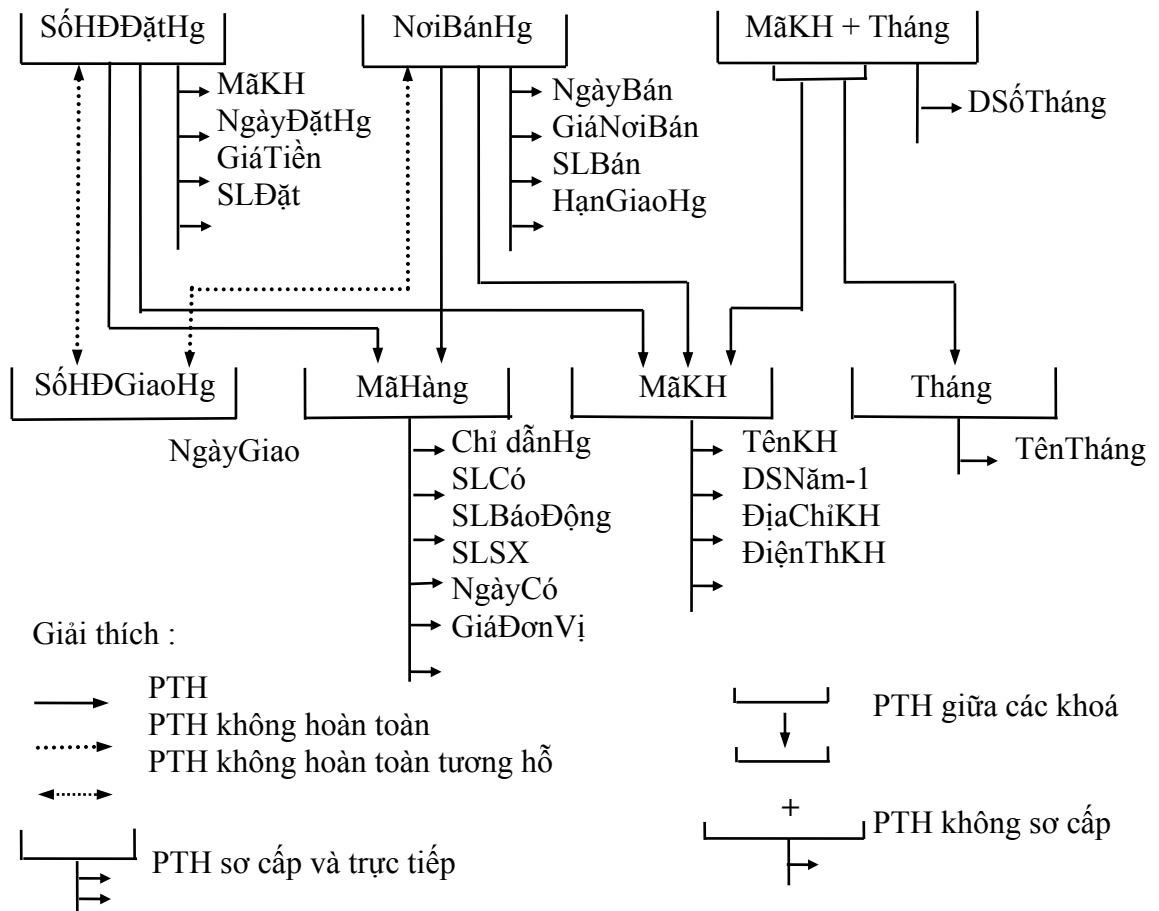 SốHĐĐặtHg NơiBánHg MãKH + Tháng
MãKH
NgàyĐặtHg
GiáTiền
SLĐặt
NgàyBán
GiáNơiBán
SLBán
HạnGiaoHg
DSốTháng
SốHĐGiaoHg MãHàng MãKH Tháng
NgàyGiao
Chỉ dẫnHg
SLCó
SLBáoĐộng
SLSX
NgàyCó
GiáĐơnVị
TênKH
DSNăm-1
ĐịaChỉKH
ĐiệnThKH
TênTháng
Giải thích :
PTH
PTH không hoàn toàn
PTH không hoàn toàn tương hỗ
PTH sơ cấp và trực tiếp
PTH giữa các khoá
+
PTH không sơ cấp